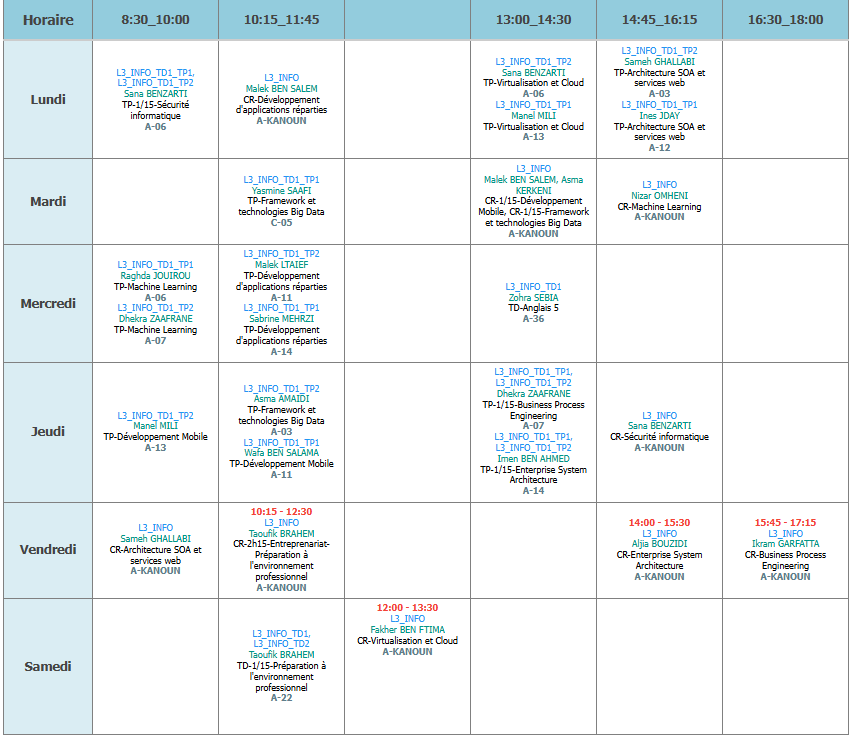 Horaire
8:30_10:00
10:15_11:45
13:00_14:30
14:45_16:15
16:30_18:00
Lundi
L3_INFO_TD1_TP1,
L3_INFO_TD1_TP2
Sana BENZARTI
TP-1/15-Sécurité
informatique
A-06
L3_INFO
Malek BEN SALEM
CR-Développement
d'applications réparties
A-KANOUN
L3_INFO_TD1_TP2
Sana BENZARTI
TP-Virtualisation et Cloud
A-06
L3_INFO_TD1_TP1
Manel MILI
TP-Virtualisation et Cloud
A-13
L3_INFO_TD1_TP2
Sameh GHALLABI
TP-Architecture SOA et
services web
A-03
L3_INFO_TD1_TP1
Ines JDAY
TP-Architecture SOA et
services web
A-12
Mardi
L3_INFO_TD1_TP1
Yasmine SAAFI
TP-Framework et
technologies Big Data
C-05
L3_INFO
Malek BEN SALEM, Asma
KERKENI
CR-1/15-Développement
Mobile, CR-1/15-Framework
et technologies Big Data
A-KANOUN
L3_INFO
Nizar OMHENI
CR-Machine Learning
A-KANOUN
Mercredi
L3_INFO_TD1_TP1
Raghda JOUIROU
TP-Machine Learning
A-06
L3_INFO_TD1_TP2
Dhekra ZAAFRANE
TP-Machine Learning
A-07
L3_INFO_TD1_TP2
Malek LTAIEF
TP-Développement
d'applications réparties
A-11
L3_INFO_TD1_TP1
Sabrine MEHRZI
TP-Développement
d'applications réparties
A-14
L3_INFO_TD1
Zohra SEBIA
TD-Anglais 5
A-36
Jeudi
L3_INFO_TD1_TP2
Manel MILI
TP-Développement Mobile
A-13
L3_INFO_TD1_TP2
Asma AMAIDI
TP-Framework et
technologies Big Data
A-03
L3_INFO_TD1_TP1
Wafa BEN SALAMA
TP-Développement Mobile
A-11
L3_INFO_TD1_TP1,
L3_INFO_TD1_TP2
Dhekra ZAAFRANE
TP-1/15-Business Process
Engineering
A-07
L3_INFO_TD1_TP1,
L3_INFO_TD1_TP2
Imen BEN AHMED
TP-1/15-Enterprise System
Architecture
A-14
L3_INFO
Sana BENZARTI
CR-Sécurité informatique
A-KANOUN
Vendredi
L3_INFO
Sameh GHALLABI
CR-Architecture SOA et
services web
A-KANOUN
10:15 - 12:30
L3_INFO
Taoufik BRAHEM
CR-2h15-Entreprenariat-
Préparation à
l'environnement
professionnel
A-KANOUN
14:00 - 15:30
L3_INFO
Aljia BOUZIDI
CR-Enterprise System
Architecture
A-KANOUN
15:45 - 17:15
L3_INFO
Ikram GARFATTA
CR-Business Process
Engineering
A-KANOUN
Samedi
L3_INFO_TD1,
L3_INFO_TD2
Taoufik BRAHEM
TD-1/15-Préparation à
l'environnement
professionnel
A-22
12:00 - 13:30
L3_INFO
Fakher BEN FTIMA
CR-Virtualisation et Cloud
A-KANOUN